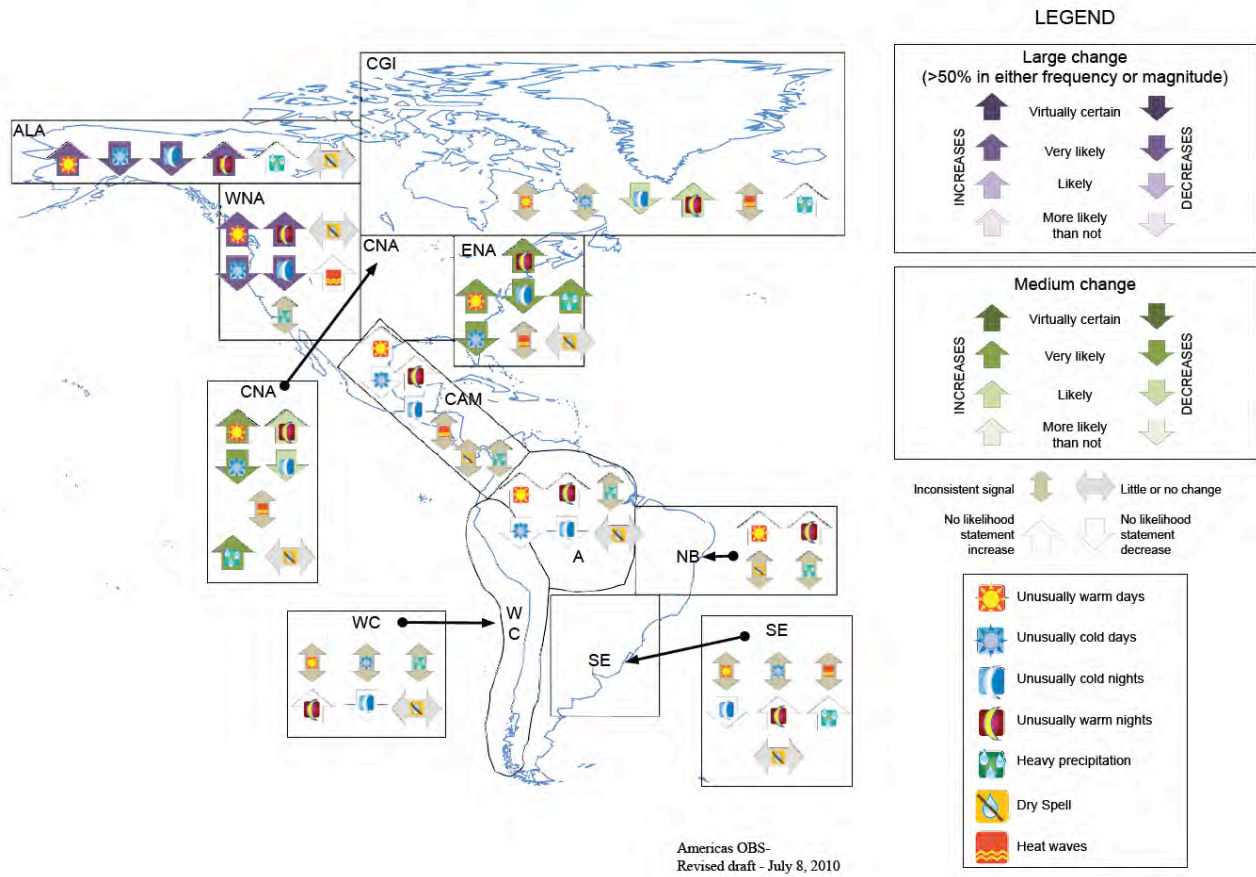 LEGEND
Large change
(>50% in either frequency or magnitude)
INCREASES
Virtually certain
Very likely
Likely
More likely
than not
DECREASES
Medium change
INCREASES
Virtually certain
Very likely
Likely
More likely
than not
DECREASES
Inconsistent signal
Little or no change
No likelihood
statement
increase
No likelihood
statement
decrease
Unusually warm days
Unusually cold days
Unusually cold nights
Unusually warm nights
Heavy precipitation
Dry Spell
Heat waves
CGI
ALA
WNA
CNA
ENA
CNA
CAM
A
NB
W
C
WC
SE
SE
Americas OBS-
Revised draft - July 8, 2010